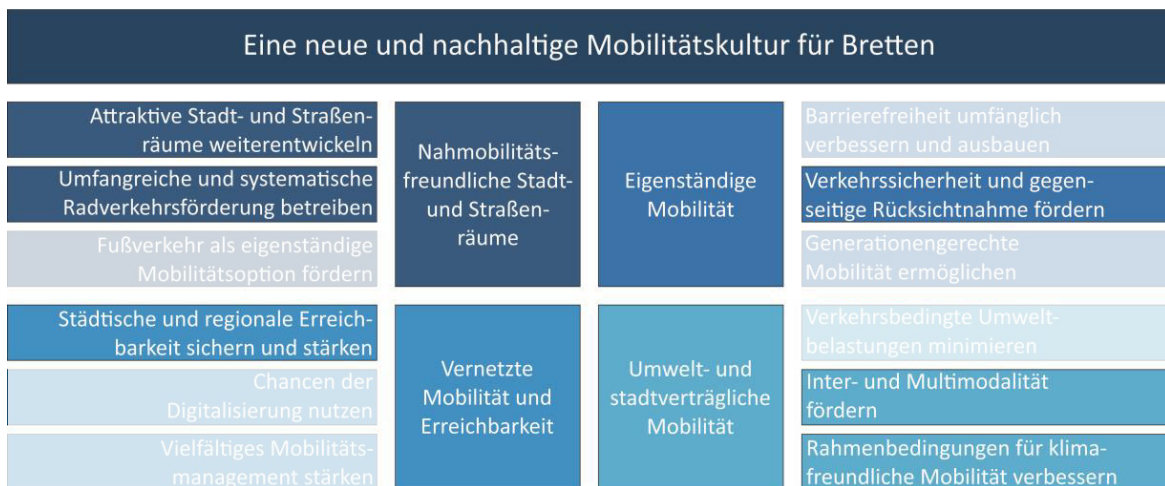 Eine neue und nachhaltige Mobilitätskultur für Bretten
Attraktive Stadt- und Straßen-
räume weiterentwickeln
Umfangreiche und systematische
Radverkehrsförderung betreiben
Fußverkehr als eigenständige
Mobilitätsoption fördern
Nahmobilitäts-
freundliche Stadt-
und Straßen-
räume
Eigenständige
Mobilität
Barrierefreiheit umfänglich
verbessern und ausbauen
Verkehrssicherheit und gegen-
seitige Rücksichtnahme fördern
Generationengerechte
Mobilität ermöglichen
Städtische und regionale Erreich-
barkeit sichern und stärken
Chancen der
Digitalisierung nutzen
Vielfältiges Mobilitäts-
management stärken
Vernetzte
Mobilität und
Erreichbarkeit
Umwelt- und
stadtverträgliche
Mobilität
Verkehrsbedingte Umwelt-
belastungen minimieren
Inter- und Multimodalität
fördern
Rahmenbedingungen für klima-
freundliche Mobilität verbessern